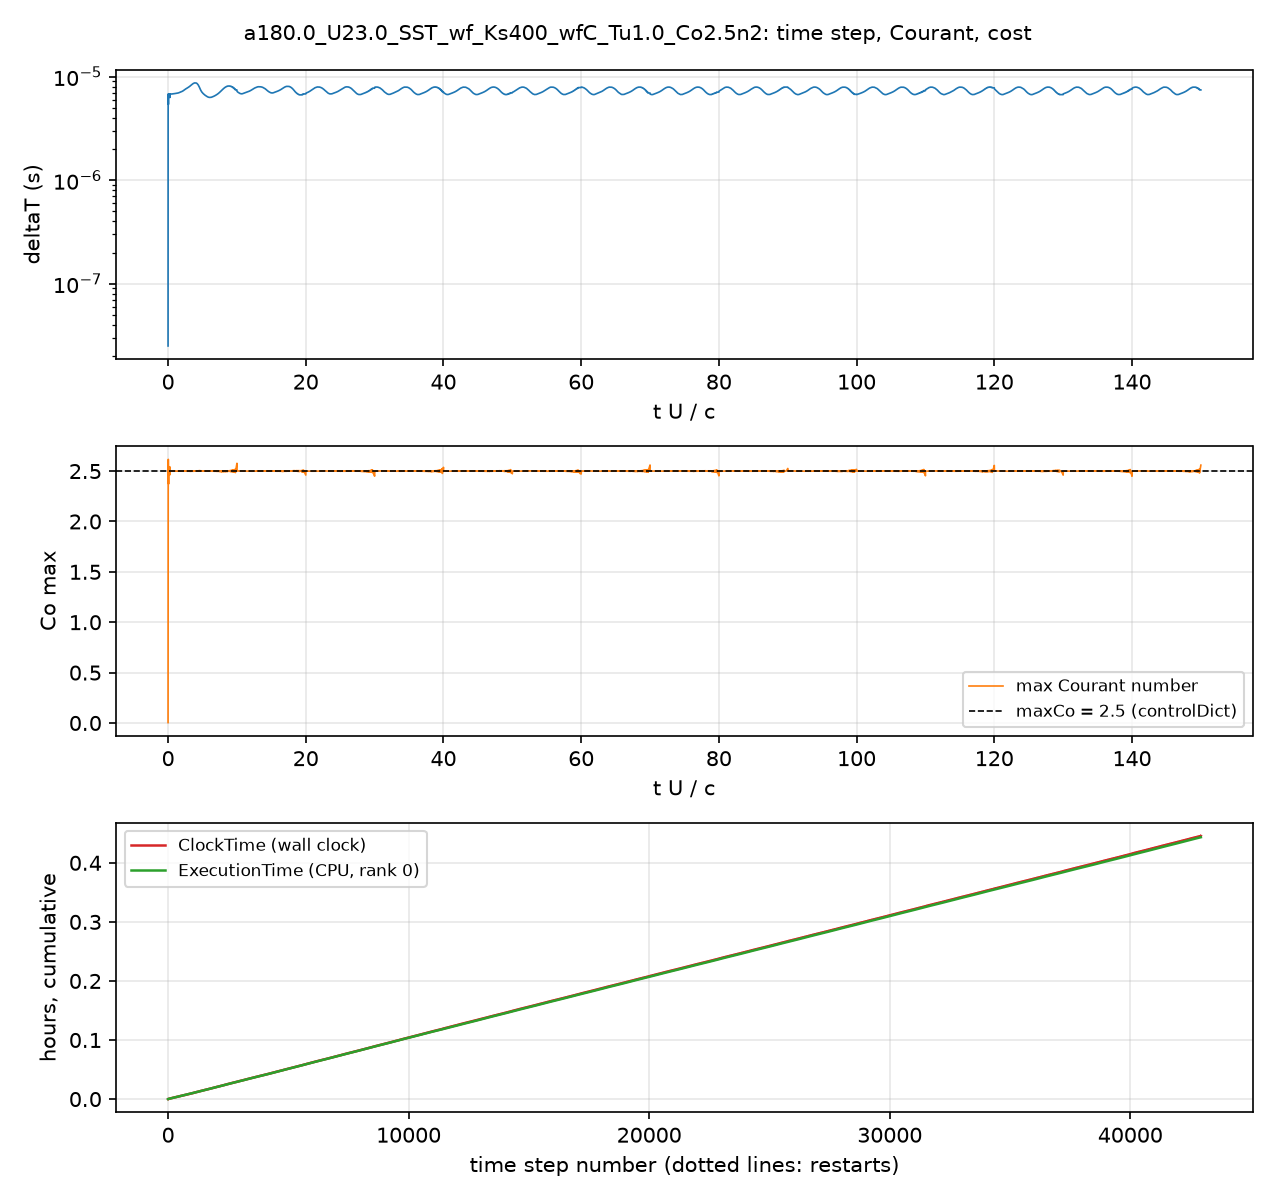 a180.0_U23.0_SST_wf_Ks400_wfC_Tu1.0_Co2.5n2: time step, Courant, cost
deltaT (s)
10⁻⁵
10⁻⁶
10⁻⁷
0 20 40 60 80 100 120 140
t U / c
Co max
2.5
2.0
1.5
1.0
0.5
0.0
max Courant number
maxCo = 2.5 (controlDict)
0 20 40 60 80 100 120 140
t U / c
hours, cumulative
ClockTime (wall clock)
ExecutionTime (CPU, rank 0)
0.4
0.3
0.2
0.1
0.0
0 10000 20000 30000 40000
time step number (dotted lines: restarts)